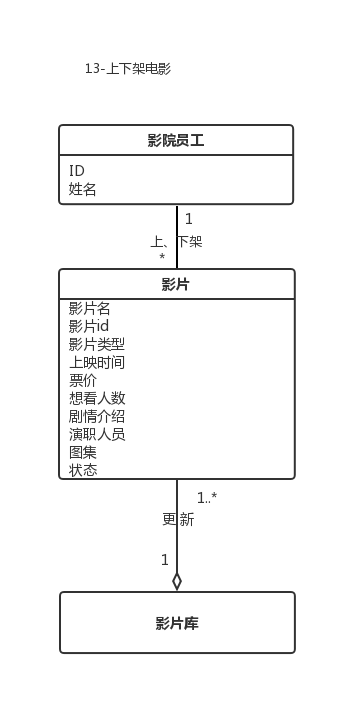 13-上下架电影
影院员工
ID
姓名
1
上、下架
*
影片
影片名
影片id
影片类型
上映时间
票价
想看人数
剧情介绍
演职人员
图集
状态
1..*
更新
1
影片库